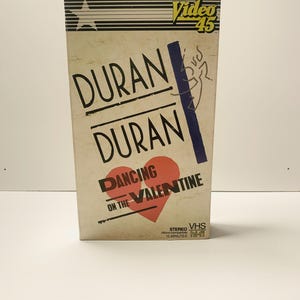 Video
45
DURAN
DURAN
DANCING
ON THE VALENTINE
STEREO VHS